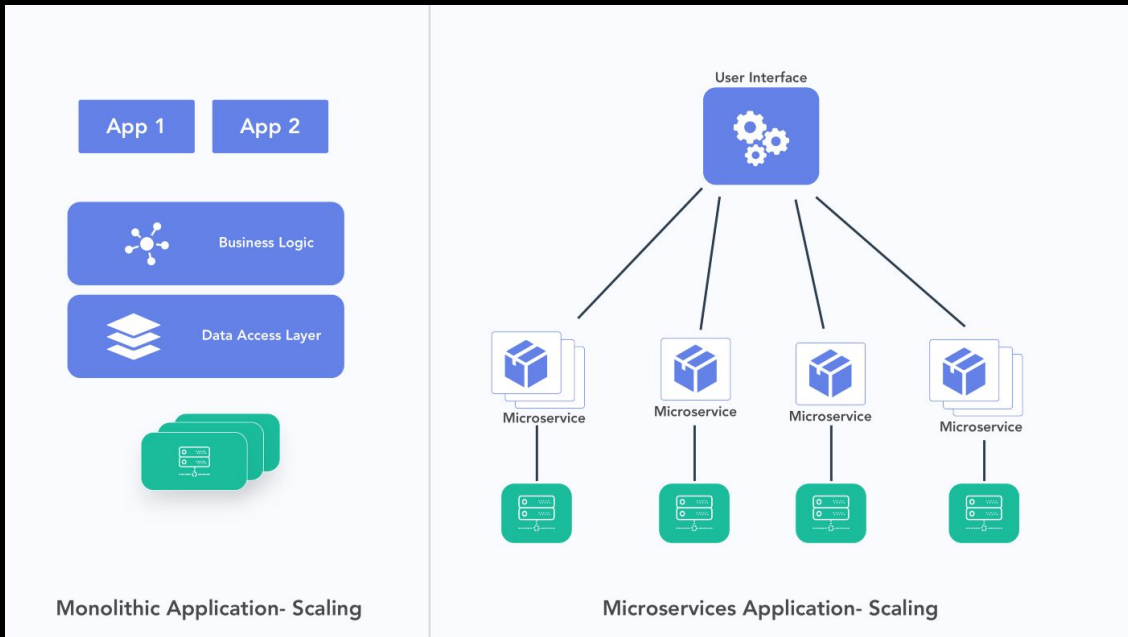 App 1
App 2
Business Logic
Data Access Layer
Monolithic Application- Scaling
User Interface
Microservice
Microservice
Microservice
Microservice
Microservices Application- Scaling